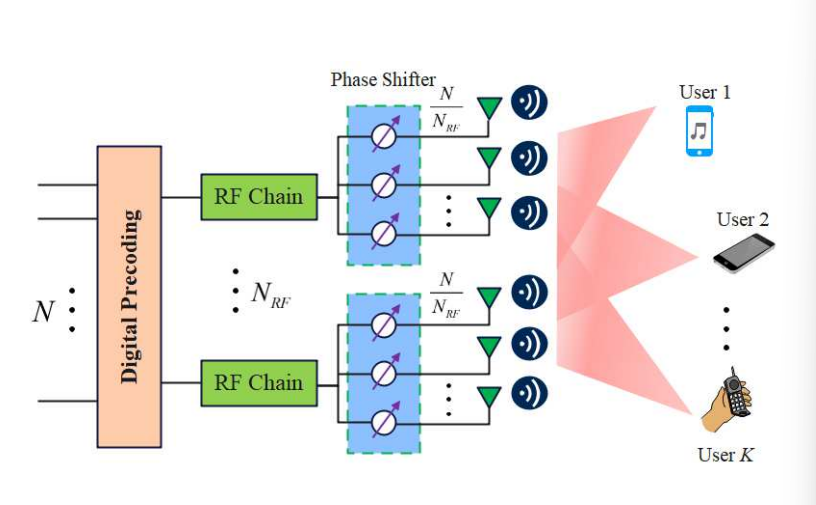 Phase Shifter
N
N_RF
User 1
RF Chain
User 2
Digital Precoding
N
N_RF
N
N_RF
RF Chain
User K